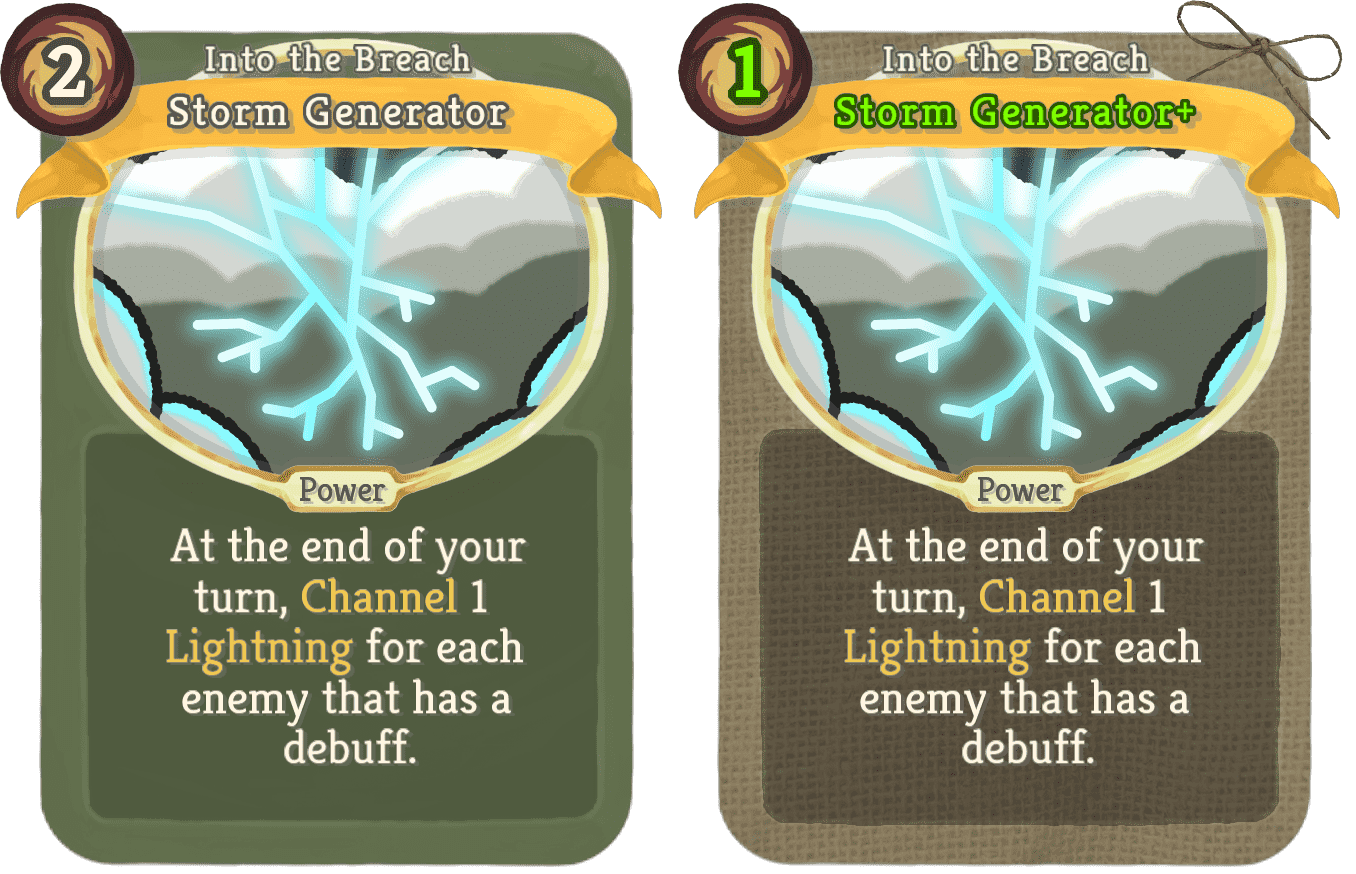 2
Into the Breach
Storm Generator
Power
At the end of your
turn, Channel 1
Lightning for each
enemy that has a
debuff.
1
Into the Breach
Storm Generator+
Power
At the end of your
turn, Channel 1
Lightning for each
enemy that has a
debuff.